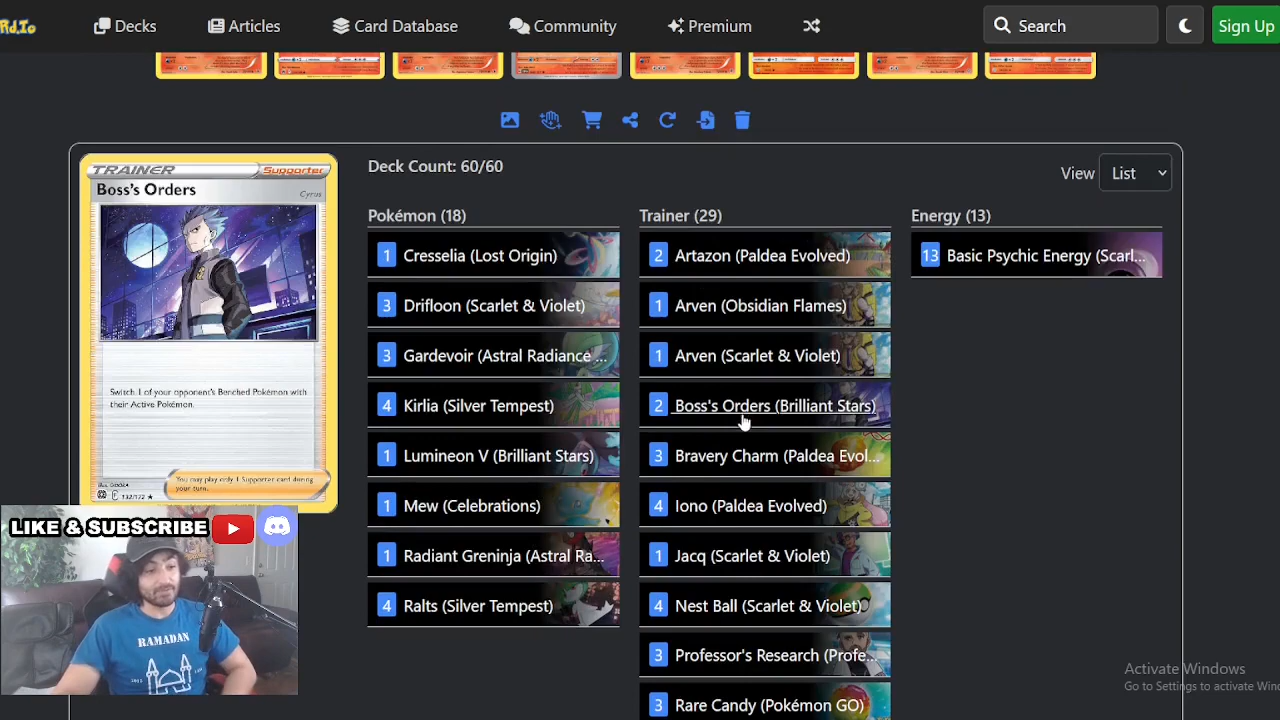 Rd.Io
Decks
Articles
Card Database
Community
Premium
Search
Sign Up
TRAINER
Supporter
Boss's Orders
Cyrus
Switch 1 of your opponent's Benched Pokémon with
their Active Pokémon.
You may play only 1 Supporter card during
your turn.
132/172
Deck Count: 60/60
View
List
Pokémon (18)
1 Cresselia (Lost Origin)
3 Drifloon (Scarlet & Violet)
3 Gardevoir (Astral Radiance ...
4 Kirlia (Silver Tempest)
1 Lumineon V (Brilliant Stars)
1 Mew (Celebrations)
1 Radiant Greninja (Astral Ra...
4 Ralts (Silver Tempest)
Trainer (29)
2 Artazon (Paldea Evolved)
1 Arven (Obsidian Flames)
1 Arven (Scarlet & Violet)
2 Boss's Orders (Brilliant Stars)
3 Bravery Charm (Paldea Evol...
4 Iono (Paldea Evolved)
1 Jacq (Scarlet & Violet)
4 Nest Ball (Scarlet & Violet)
3 Professor's Research (Profe...
3 Rare Candy (Pokémon GO)
Energy (13)
13 Basic Psychic Energy (Scarl...
LIKE & SUBSCRIBE
RAMADAN
Activate Windows
Go to Settings to activate Win